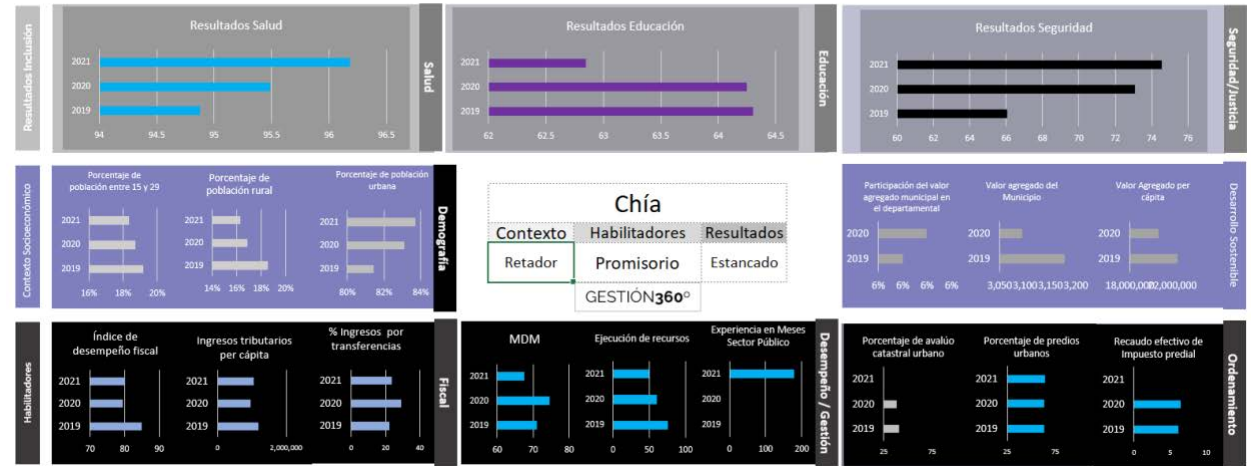 Resultados Inclusión
Resultados Salud
2021
2020
2019
94 94.5 95 95.5 96 96.5
Salud
Resultados Educación
2021
2020
2019
62 62.5 63 63.5 64 64.5
Educación
Resultados Seguridad
2021
2020
2019
60 62 64 66 68 70 72 74 76
Seguridad/Justicia
Contexto Socioeconómico
Porcentaje de
población entre 15 y 29
2021
2020
2019
16% 18% 20%
Porcentaje de
población rural
2021
2020
2019
14% 16% 18% 20%
Porcentaje de población
urbana
2021
2020
2019
80% 82% 84%
Demografía
Chía
Contexto Habilitadores Resultados
Retador Promisorio Estancado
GESTIÓN360°
Participación del valor
agregado municipal en
el departamental
2020
2019
6% 6% 6% 6%
Valor agregado del
Municipio
2020
2019
3,050 3,100 3,150 3,200
Valor Agregado per
cápita
2020
2019
18,000,000
Desarrollo Sostenible
Habilitadores
Índice de
desempeño fiscal
2021
2020
2019
70 80 90
Ingresos tributarios
per cápita
2021
2020
2019
0 2,000,000
% Ingresos por
transferencias
2021
2020
2019
0 20 40
Fiscal
MDM
2021
2020
2019
60 70 80
Ejecución de recursos
2021
2020
2019
0 50 100
Experiencia en Meses
Sector Público
2021
2020
2019
0 100 200
Desempeño / Gestión
Porcentaje de avalúo
catastral urbano
2021
2020
2019
25 75
Porcentaje de predios
urbanos
2021
2020
2019
25 75
Recaudo efectivo de
Impuesto predial
2021
2020
2019
0 5 10
Ordenamiento